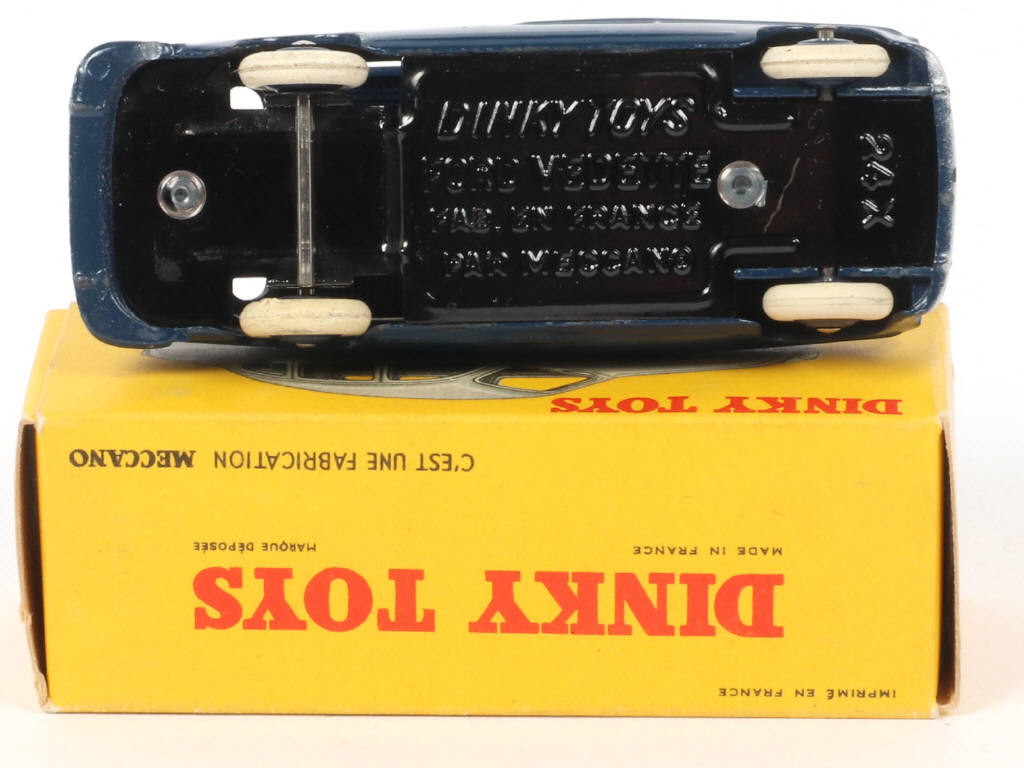 DINKY TOYS
FORD VEDETTE
FAB. EN FRANCE
PAR MECCANO
24X
DINKY TOYS
C'EST UNE FABRICATION MECCANO
MADE IN FRANCE
MARQUE DÉPOSÉE
DINKY TOYS
IMPRIMÉ EN FRANCE